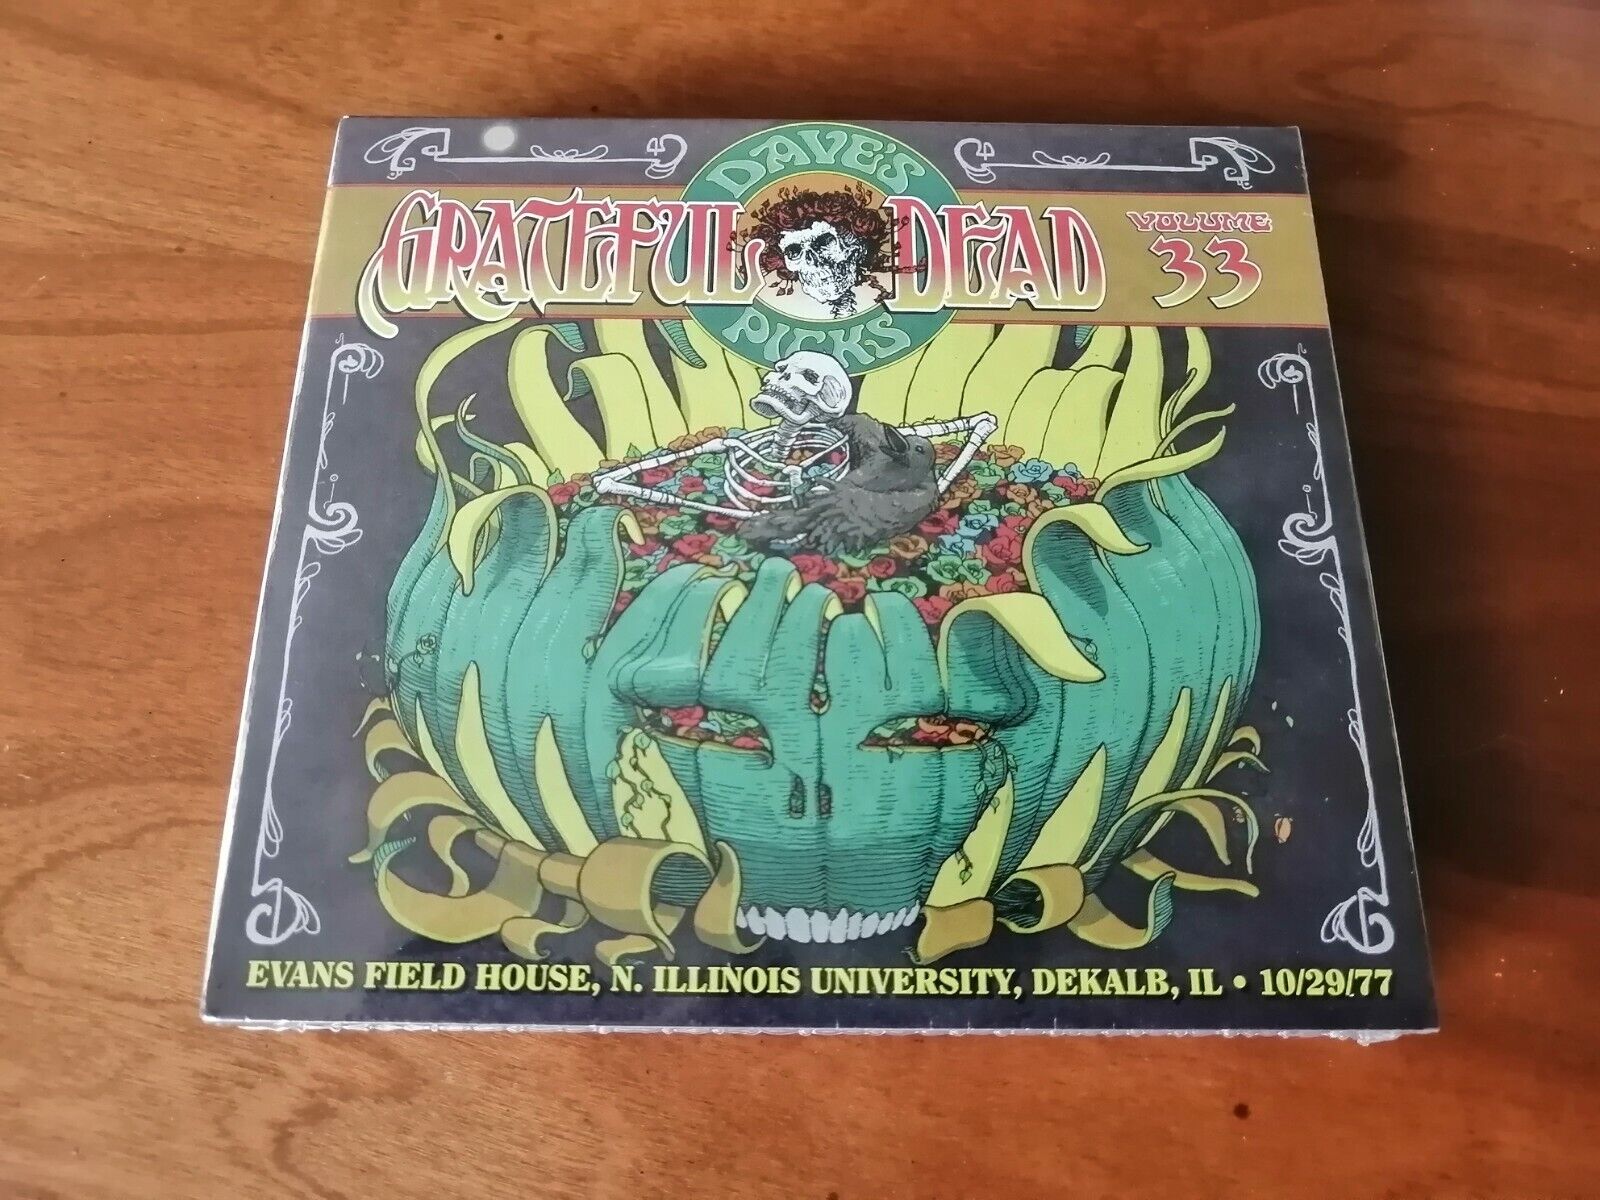 DAVE'S
GRATEFUL DEAD
VOLUME
33
PICKS
EVANS FIELD HOUSE, N. ILLINOIS UNIVERSITY, DEKALB, IL • 10/29/77